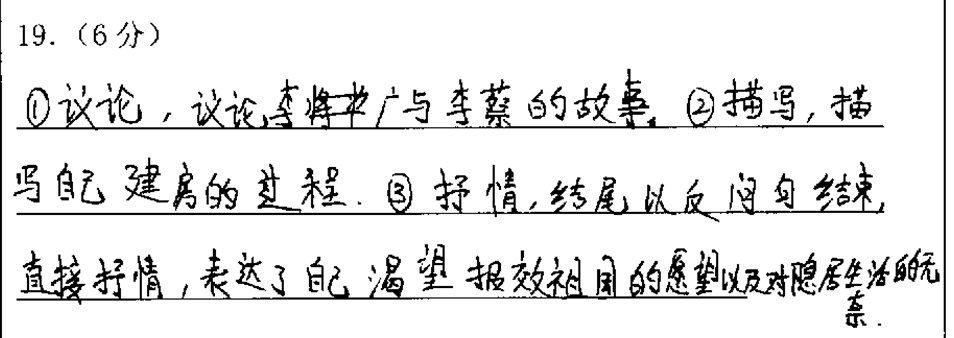 19.（6分）
①议论，议论李广与李蔡的故事。②描写，描
写自己建房的过程.③抒情，结尾以反问句结束，
直接抒情，表达了自己渴望报效祖国的愿望以及对隐居生活的无
奈.